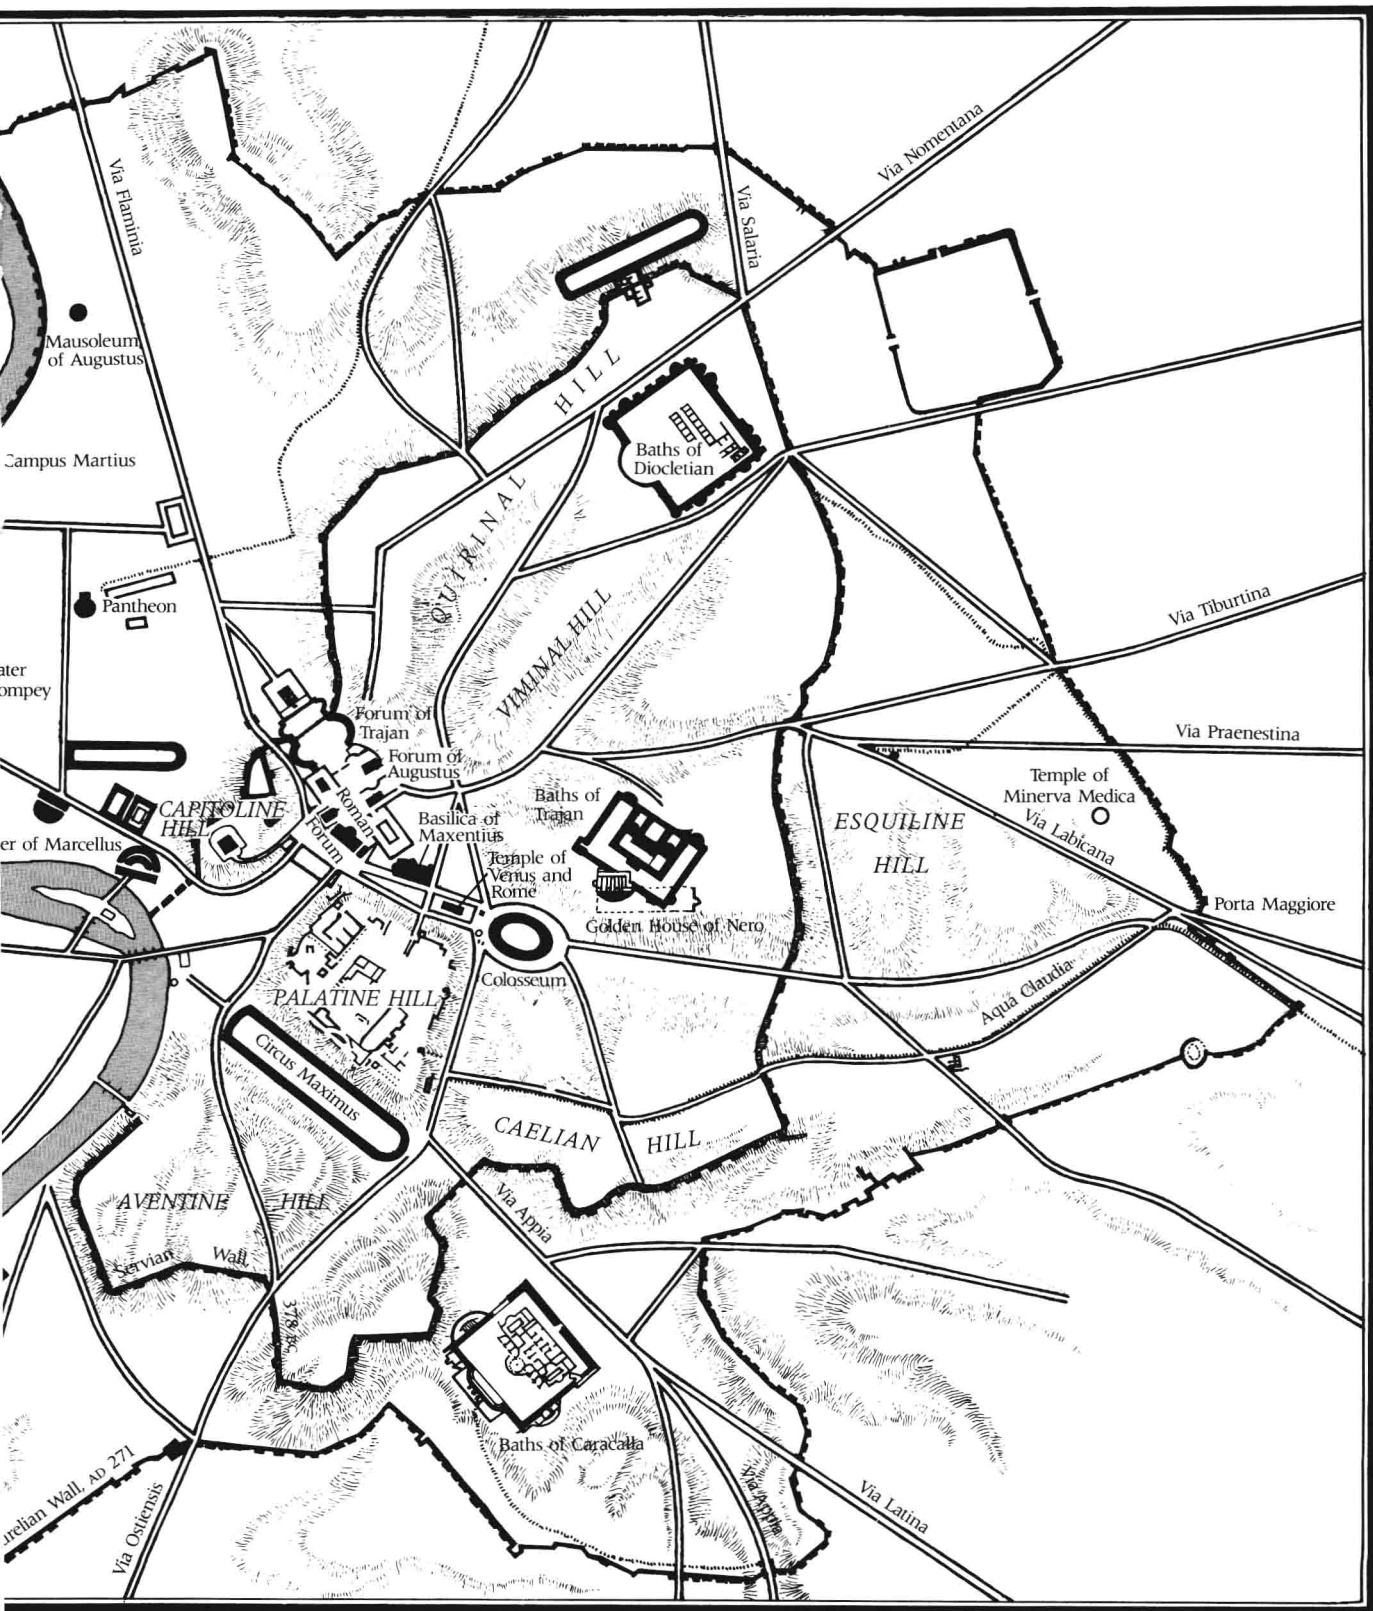 Via Flaminia
Via Salaria
Via Nomentana
Mausoleum
of Augustus
Campus Martius
QUIRINAL HILL
Baths of
Diocletian
Pantheon
VIMINAL HILL
Via Tiburtina
ater
ompey
Forum of
Trajan
Forum of
Augustus
Via Praenestina
Temple of
Minerva Medica
Baths of
Trajan
Roman
Forum
CAPITOLINE
HILL
Basilica of
Maxentius
ESQUILINE
HILL
Via Labicana
er of Marcellus
Temple of
Venus and
Rome
Porta Maggiore
Golden House of Nero
Colosseum
Aqua Claudia
PALATINE HILL
Circus Maximus
CAELIAN HILL
AVENTINE HILL
Via Appia
Servian Wall,
378 BC
Baths of Caracalla
Via Appia
Via Latina
urelian Wall, AD 271
Via Ostiensis